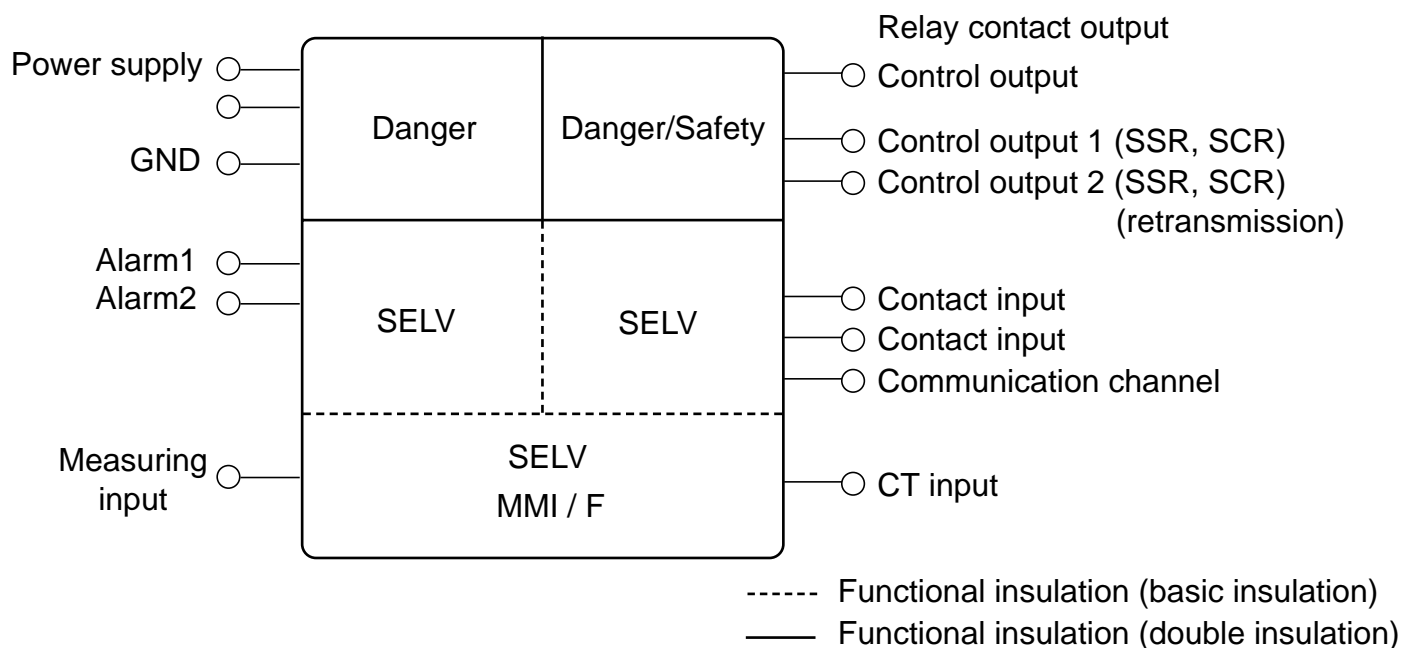 Relay contact output
Power supply
Control output
Danger
Danger/Safety
Control output 1 (SSR, SCR)
GND
Control output 2 (SSR, SCR)
(retransmission)
Alarm1
Alarm2
SELV
SELV
Contact input
Contact input
Communication channel
Measuring
input
SELV
MMI / F
CT input
Functional insulation (basic insulation)
Functional insulation (double insulation)